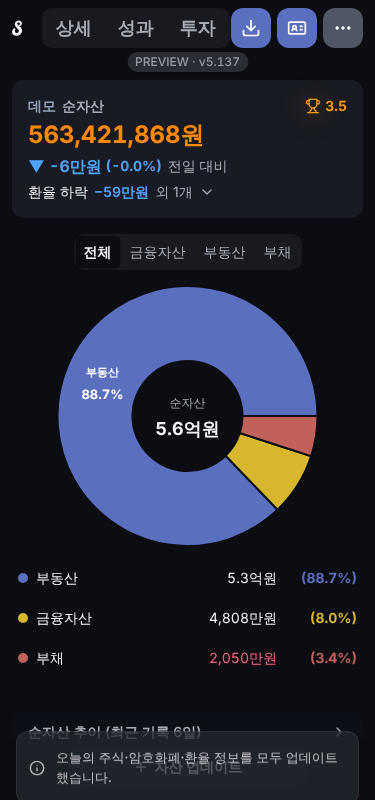 상세 성과 투자
PREVIEW · v5.137
데모 순자산 3.5
563,421,868원
▼ -6만원 (-0.0%) 전일 대비
환율 하락 −59만원 외 1개
전체 금융자산 부동산 부채
부동산
88.7%
순자산
5.6억원
부동산 5.3억원 (88.7%)
금융자산 4,808만원 (8.0%)
부채 2,050만원 (3.4%)
순자산 추이 (최근 기록 6일)
+ 자산 업데이트
오늘의 주식·암호화폐·환율 정보를 모두 업데이트
했습니다.